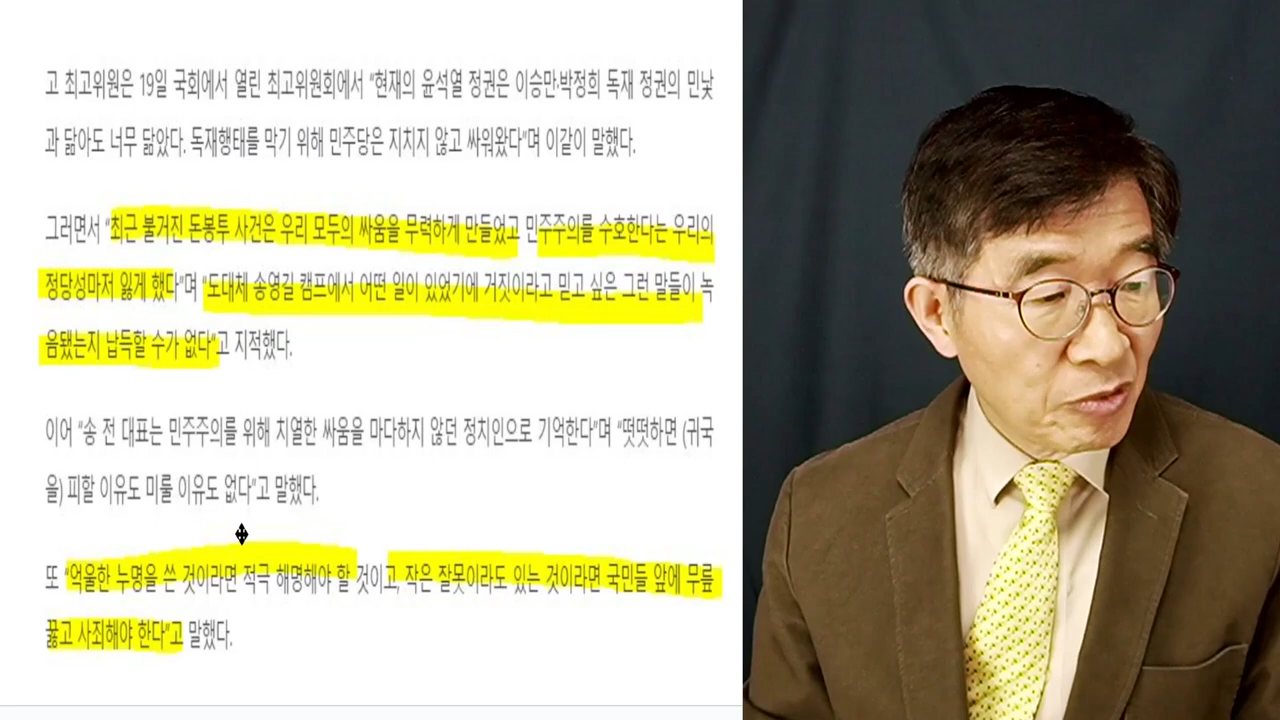 고 최고위원은 19일 국회에서 열린 최고위원회에서 “현재의 윤석열 정권은 이승만·박정희 독재 정권의 민낯
과 닮아도 너무 닮았다. 독재행태를 막기 위해 민주당은 지치지 않고 싸워왔다”며 이같이 말했다.
그러면서 “최근 불거진 돈봉투 사건은 우리 모두의 싸움을 무력하게 만들었고 민주주의를 수호한다는 우리의
정당성마저 잃게 했다”며 “도대체 송영길 캠프에서 어떤 일이 있었기에 거짓이라고 믿고 싶은 그런 말들이 녹
음됐는지 납득할 수가 없다”고 지적했다.
이어 “송 전 대표는 민주주의를 위해 치열한 싸움을 마다하지 않던 정치인으로 기억한다”며 “떳떳하면 (귀국
을) 피할 이유도 미룰 이유도 없다”고 말했다.
또 “억울한 누명을 쓴 것이라면 적극 해명해야 할 것이고, 작은 잘못이라도 있는 것이라면 국민들 앞에 무릎
꿇고 사죄해야 한다”고 말했다.